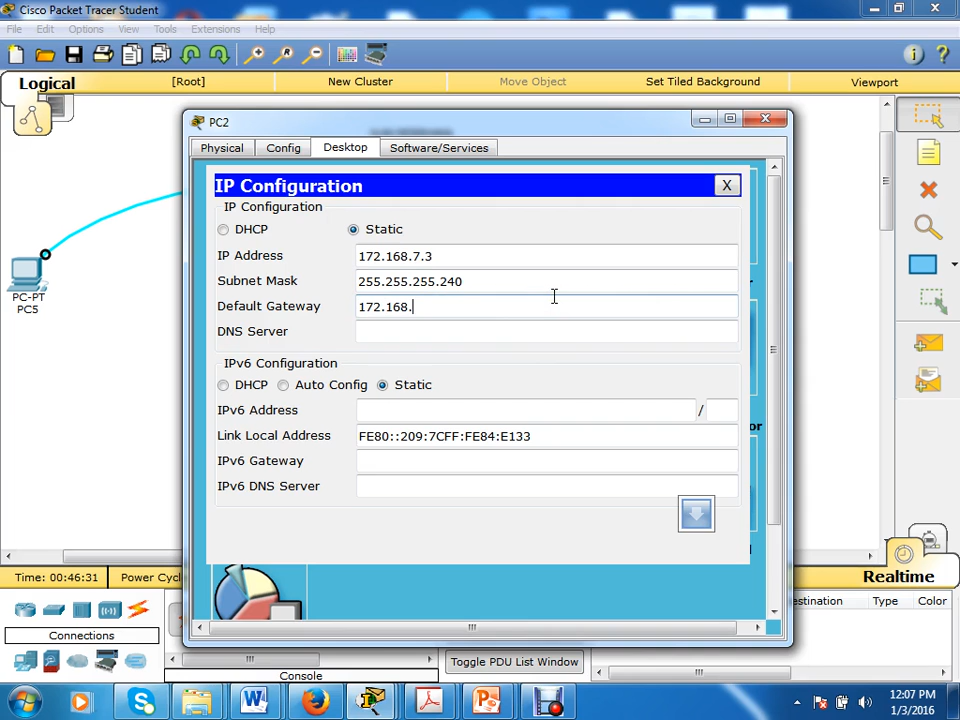 Cisco Packet Tracer Student
File Edit Options View Tools Extensions Help
Logical [Root] New Cluster Move Object Set Tiled Background Viewport
PC2
Physical Config Desktop Software/Services
IP Configuration X
IP Configuration
DHCP Static
IP Address 172.168.7.3
Subnet Mask 255.255.255.240
Default Gateway 172.168.
DNS Server
IPv6 Configuration
DHCP Auto Config Static
IPv6 Address /
Link Local Address FE80::209:7CFF:FE84:E133
IPv6 Gateway
IPv6 DNS Server
PC-PT
PC5
or
Time: 00:46:31 Power Cycl
Realtime
Connections
estination Type Color
Toggle PDU List Window
Console
12:07 PM
1/3/2016